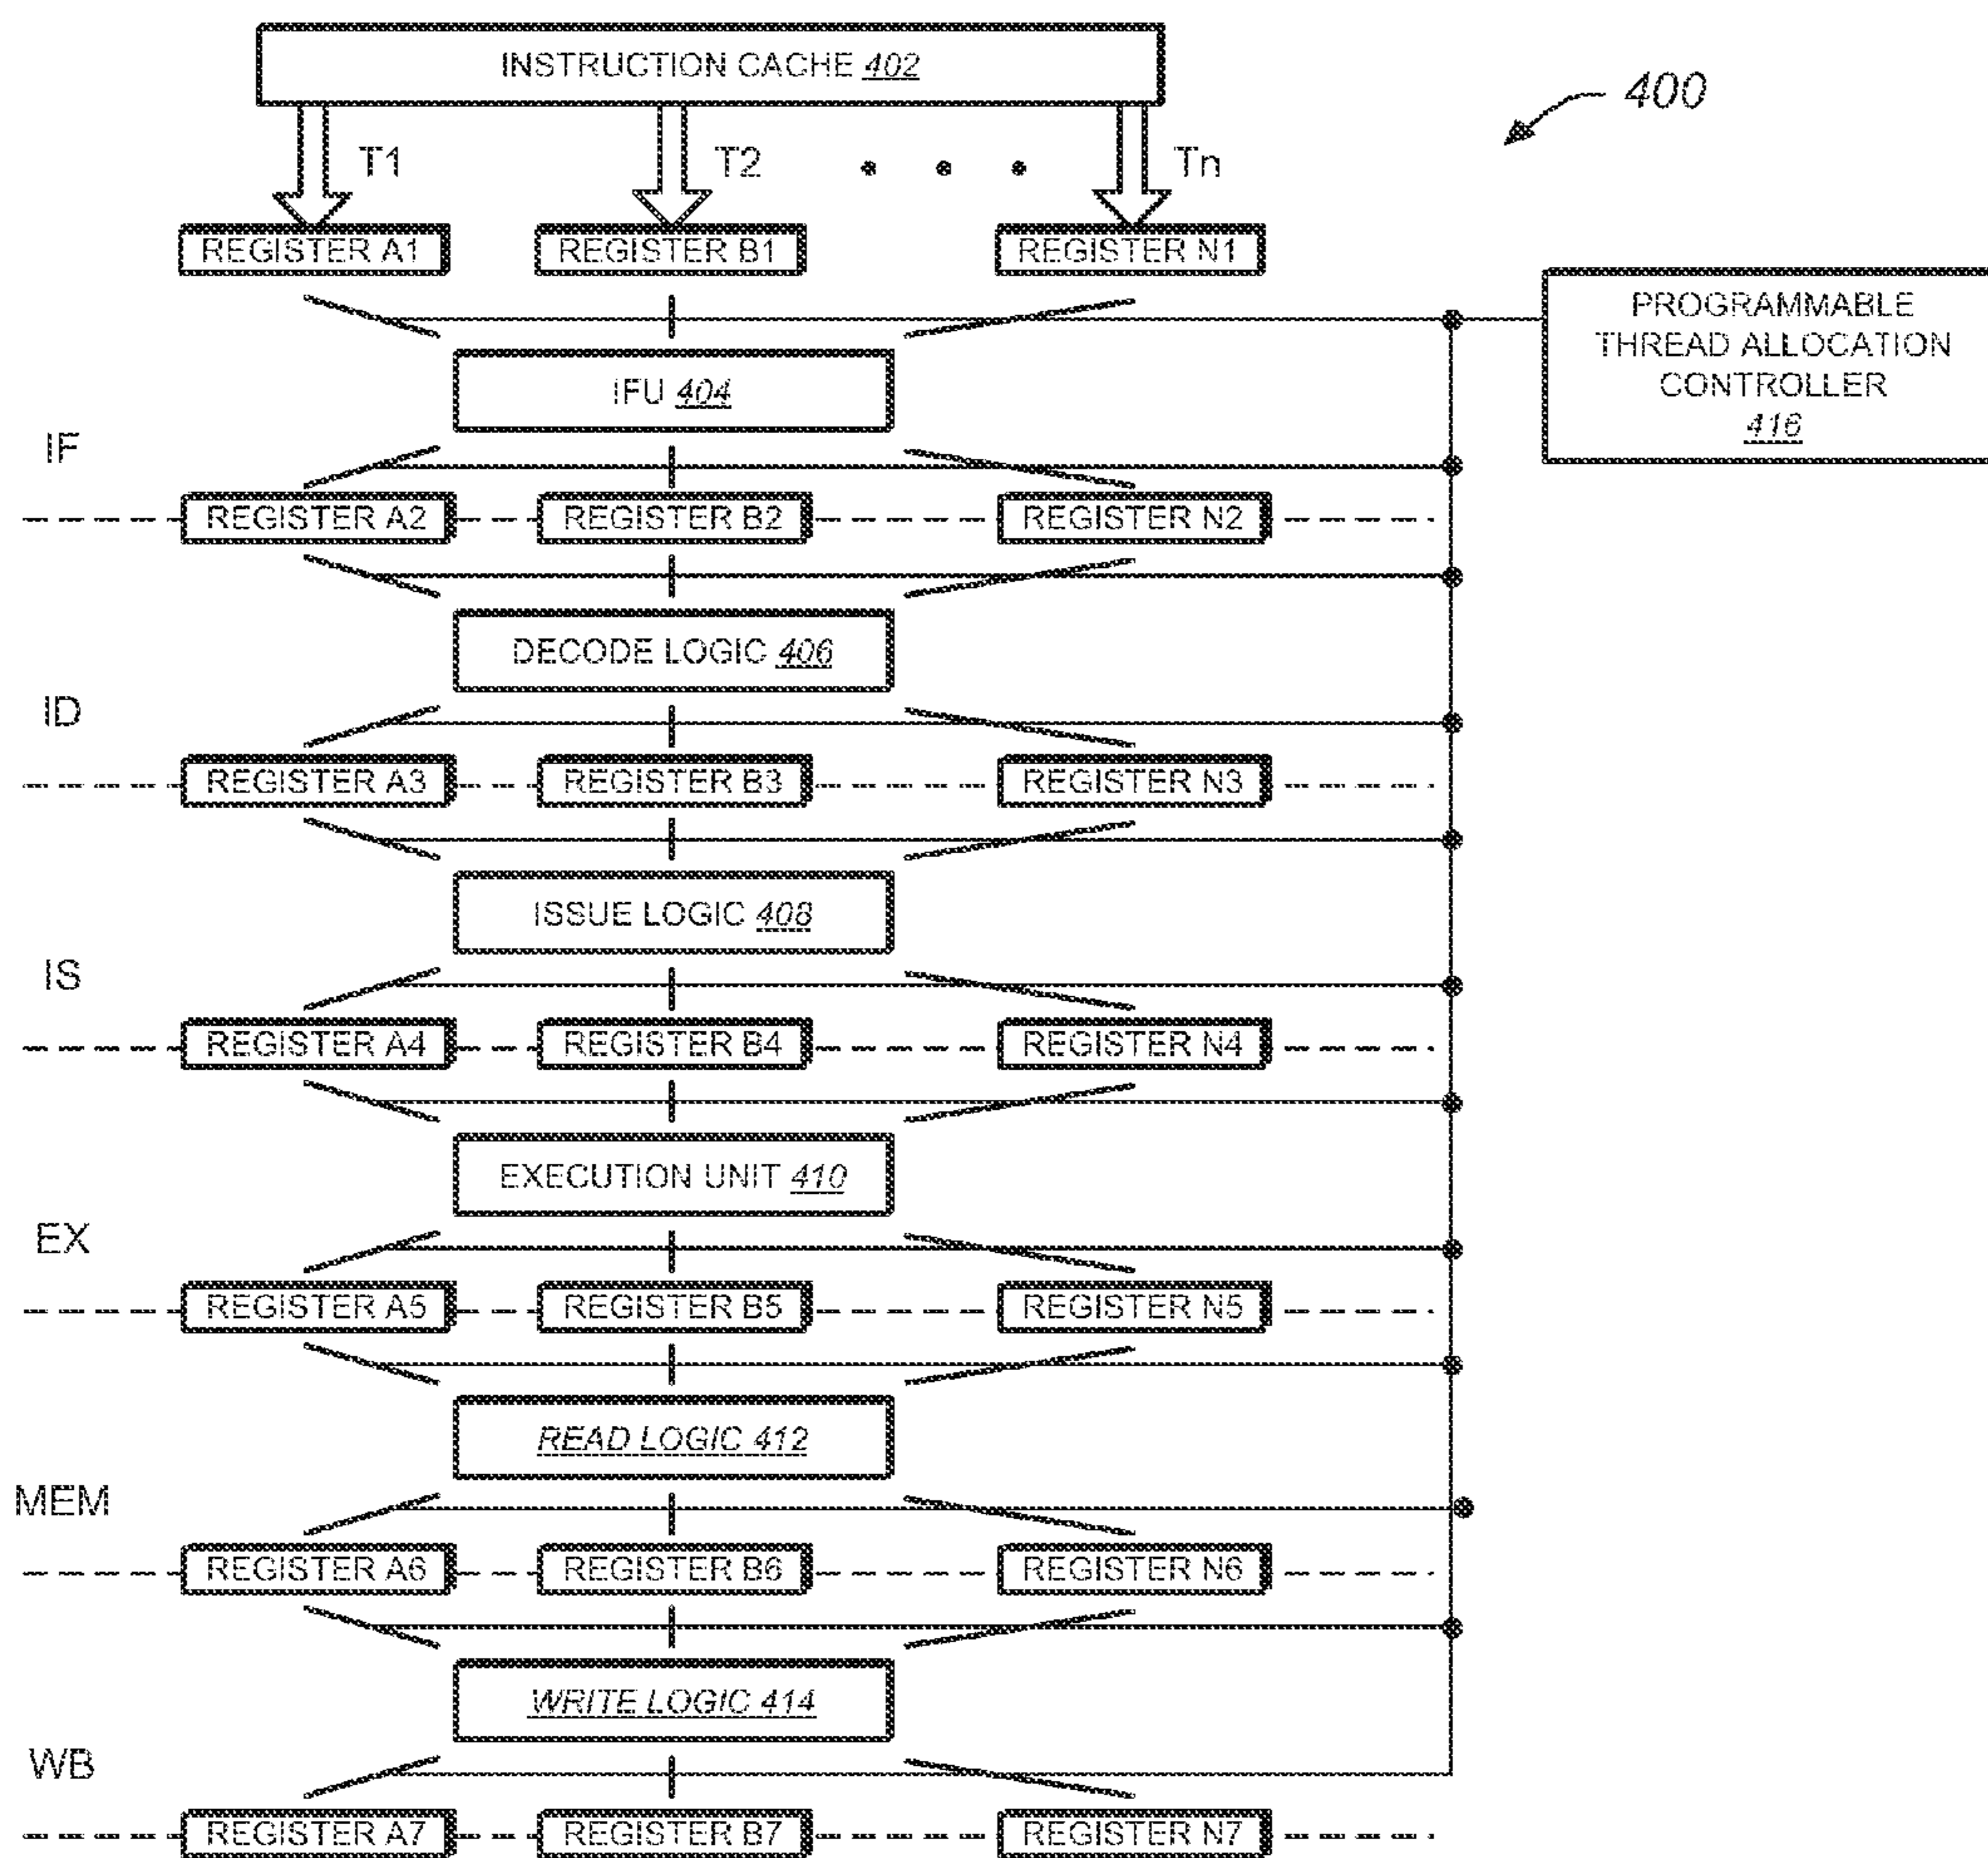 INSTRUCTION CACHE 402
400
T1 T2 • • • Tn
REGISTER A1 REGISTER B1 REGISTER N1
PROGRAMMABLE
THREAD ALLOCATION
CONTROLLER
416
IFU 404
IF
REGISTER A2 REGISTER B2 REGISTER N2
DECODE LOGIC 406
ID
REGISTER A3 REGISTER B3 REGISTER N3
ISSUE LOGIC 408
IS
REGISTER A4 REGISTER B4 REGISTER N4
EXECUTION UNIT 410
EX
REGISTER A5 REGISTER B5 REGISTER N5
READ LOGIC 412
MEM
REGISTER A6 REGISTER B6 REGISTER N6
WRITE LOGIC 414
WB
REGISTER A7 REGISTER B7 REGISTER N7